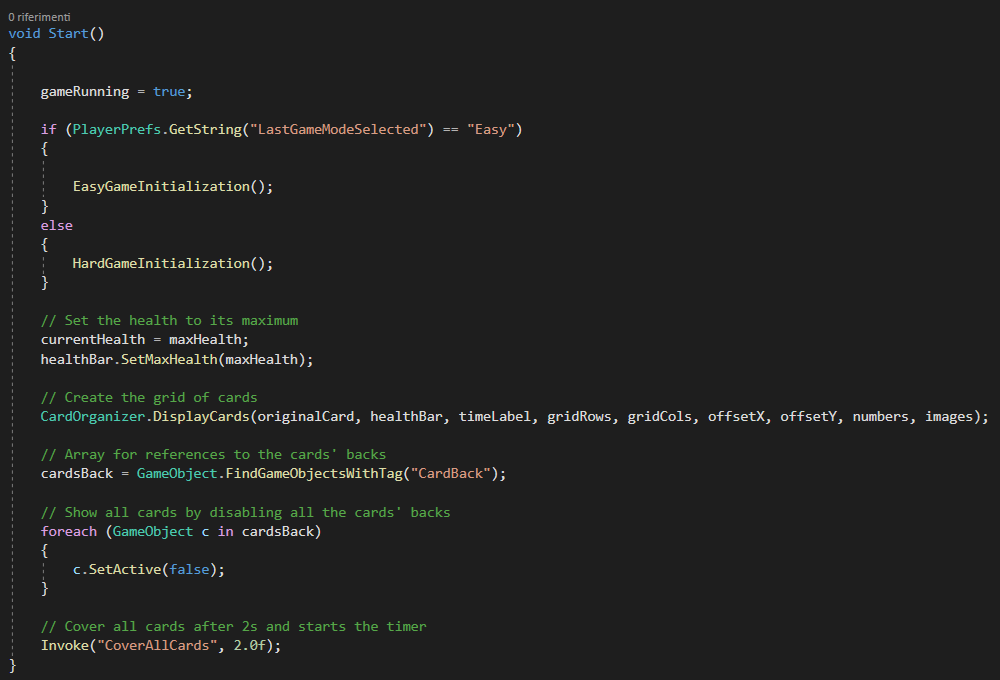 0 riferimenti
void Start()
{
gameRunning = true;
if (PlayerPrefs.GetString("LastGameModeSelected") == "Easy")
{
EasyGameInitialization();
}
else
{
HardGameInitialization();
}
// Set the health to its maximum
currentHealth = maxHealth;
healthBar.SetMaxHealth(maxHealth);
// Create the grid of cards
CardOrganizer.DisplayCards(originalCard, healthBar, timeLabel, gridRows, gridCols, offsetX, offsetY, numbers, images);
// Array for references to the cards' backs
cardsBack = GameObject.FindGameObjectsWithTag("CardBack");
// Show all cards by disabling all the cards' backs
foreach (GameObject c in cardsBack)
{
c.SetActive(false);
}
// Cover all cards after 2s and starts the timer
Invoke("CoverAllCards", 2.0f);
}